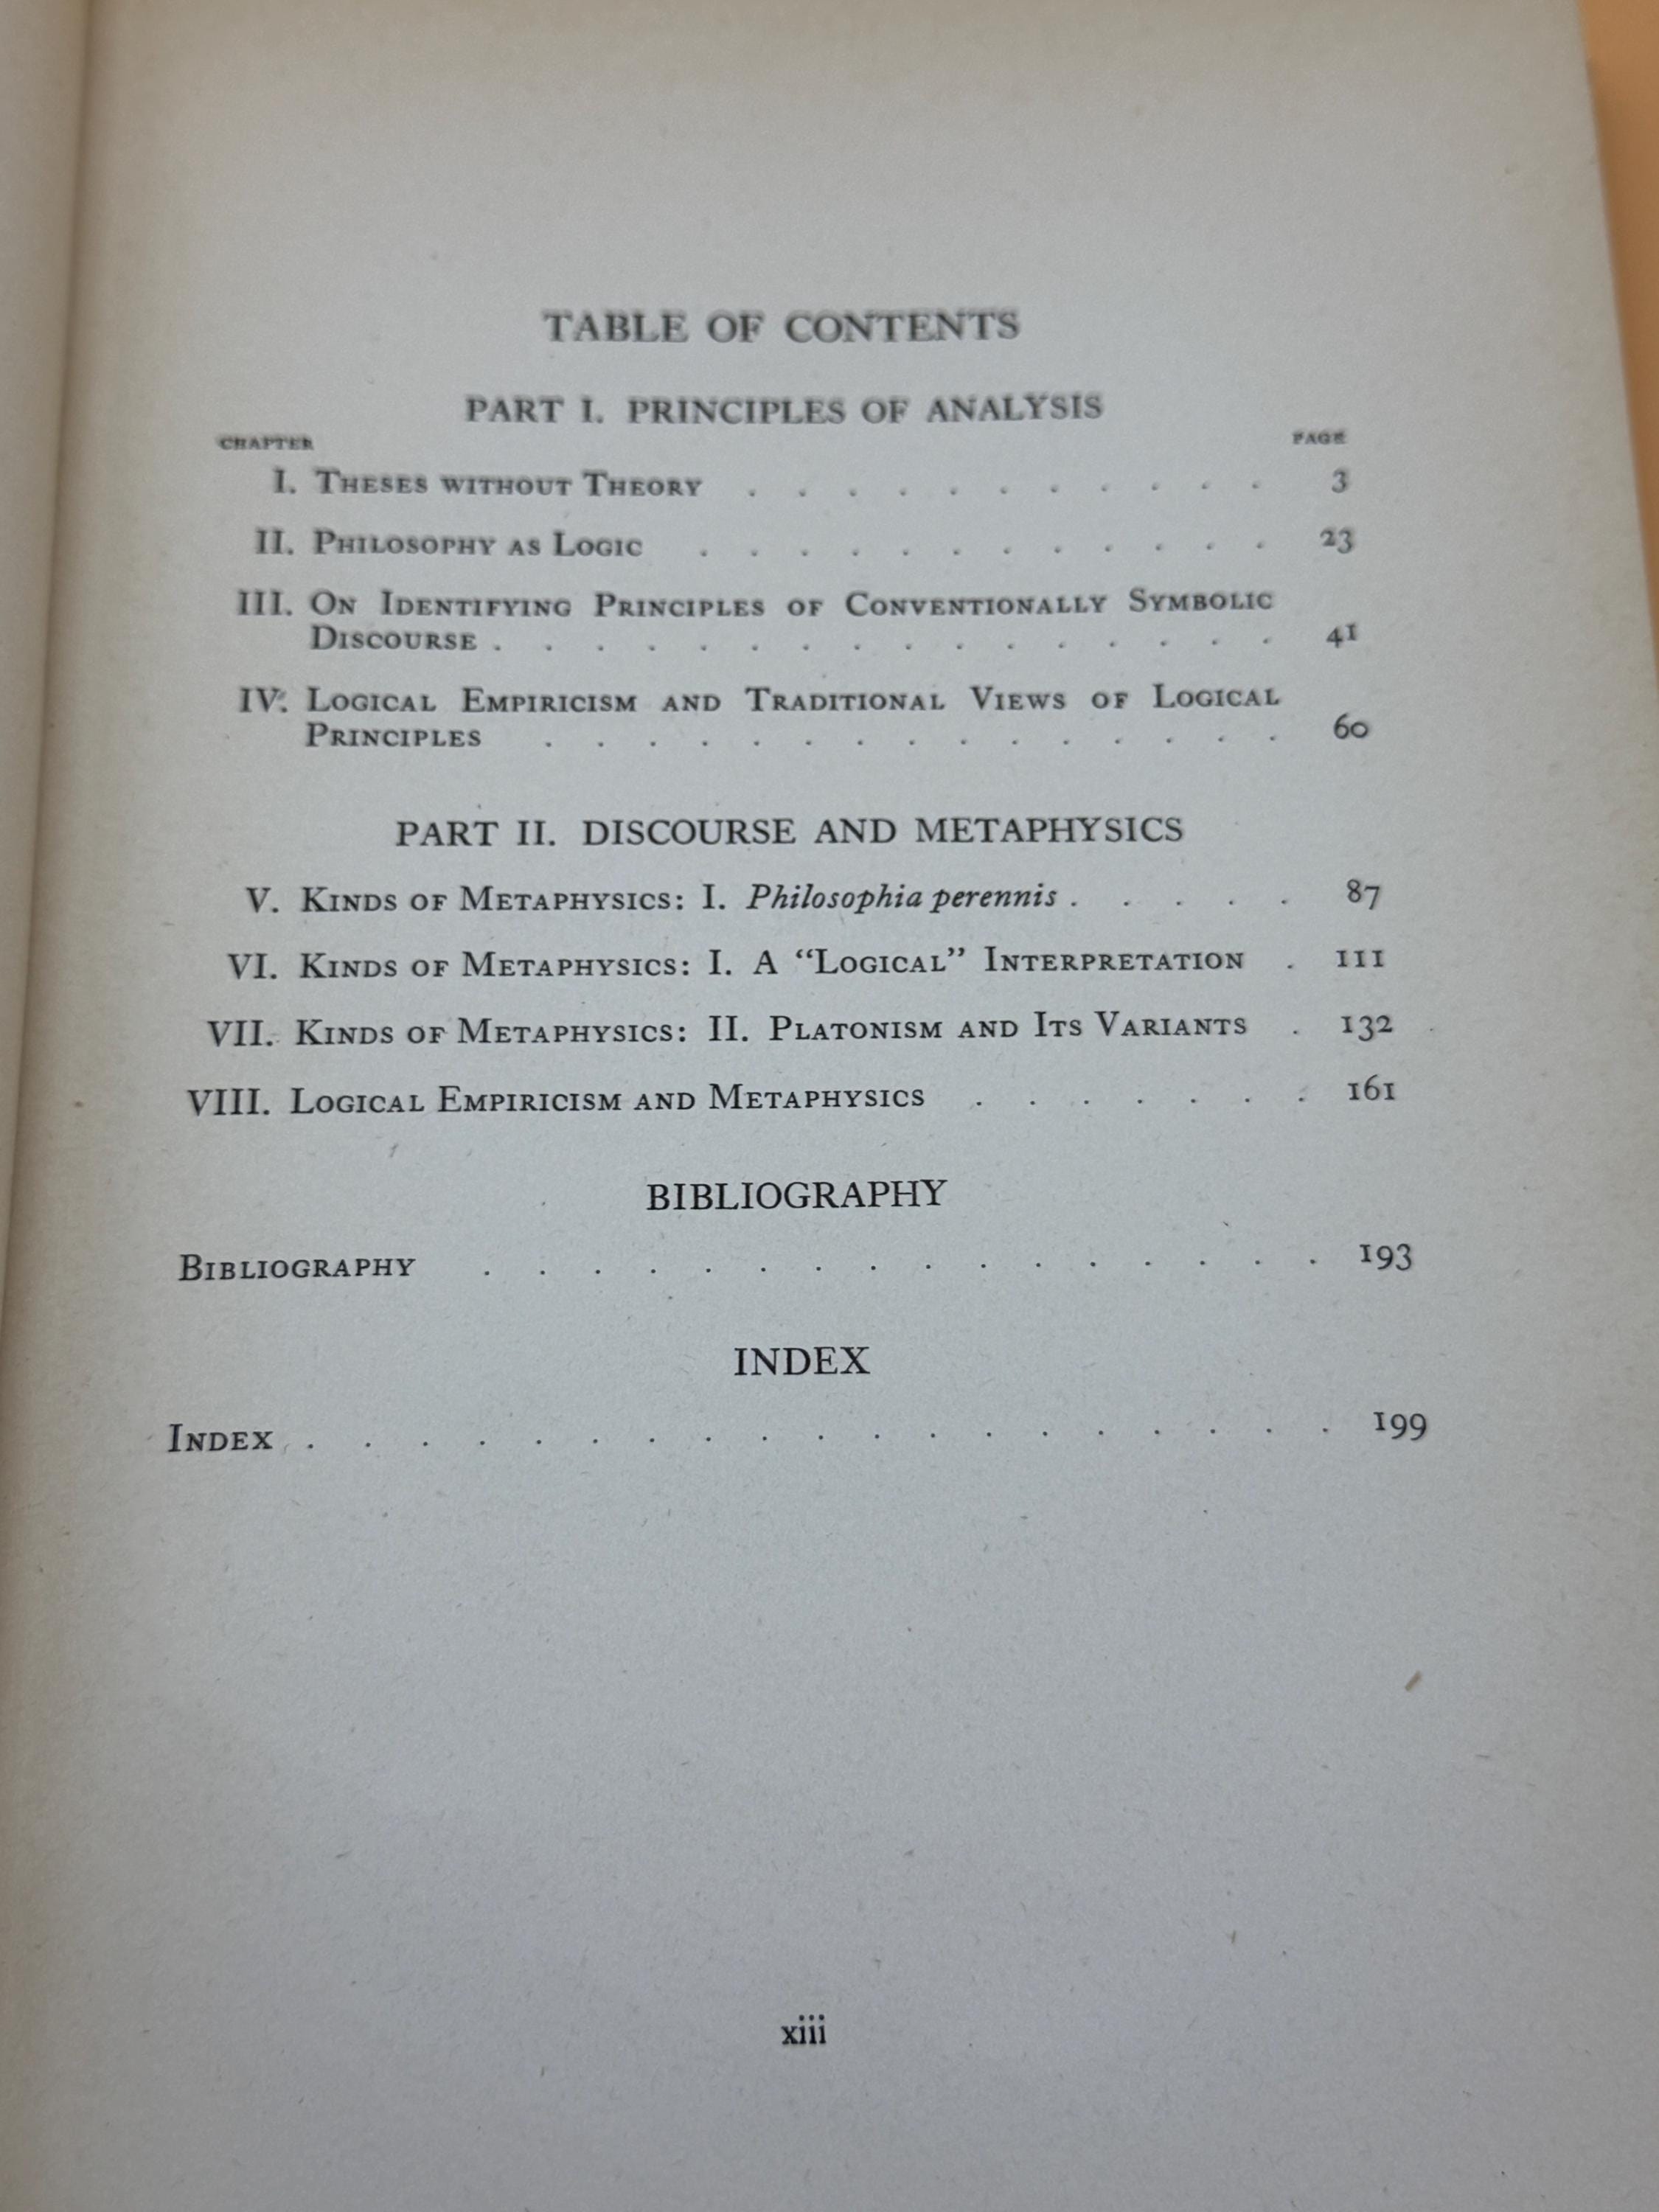 TABLE OF CONTENTS
PART I. PRINCIPLES OF ANALYSIS
CHAPTER PAGE
I. THESES WITHOUT THEORY . . . . . . . . . . . 3
II. PHILOSOPHY AS LOGIC . . . . . . . . . . . . 23
III. ON IDENTIFYING PRINCIPLES OF CONVENTIONALLY SYMBOLIC
DISCOURSE . . . . . . . . . . . . . . . . 41
IV. LOGICAL EMPIRICISM AND TRADITIONAL VIEWS OF LOGICAL
PRINCIPLES . . . . . . . . . . . . . . . 60
PART II. DISCOURSE AND METAPHYSICS
V. KINDS OF METAPHYSICS: I. Philosophia perennis . . . . . 87
VI. KINDS OF METAPHYSICS: I. A “LOGICAL” INTERPRETATION . 111
VII. KINDS OF METAPHYSICS: II. PLATONISM AND ITS VARIANTS . 132
VIII. LOGICAL EMPIRICISM AND METAPHYSICS . . . . . . . 161
BIBLIOGRAPHY
BIBLIOGRAPHY . . . . . . . . . . . . . . . . 193
INDEX
INDEX . . . . . . . . . . . . . . . . . . . 199
xiii